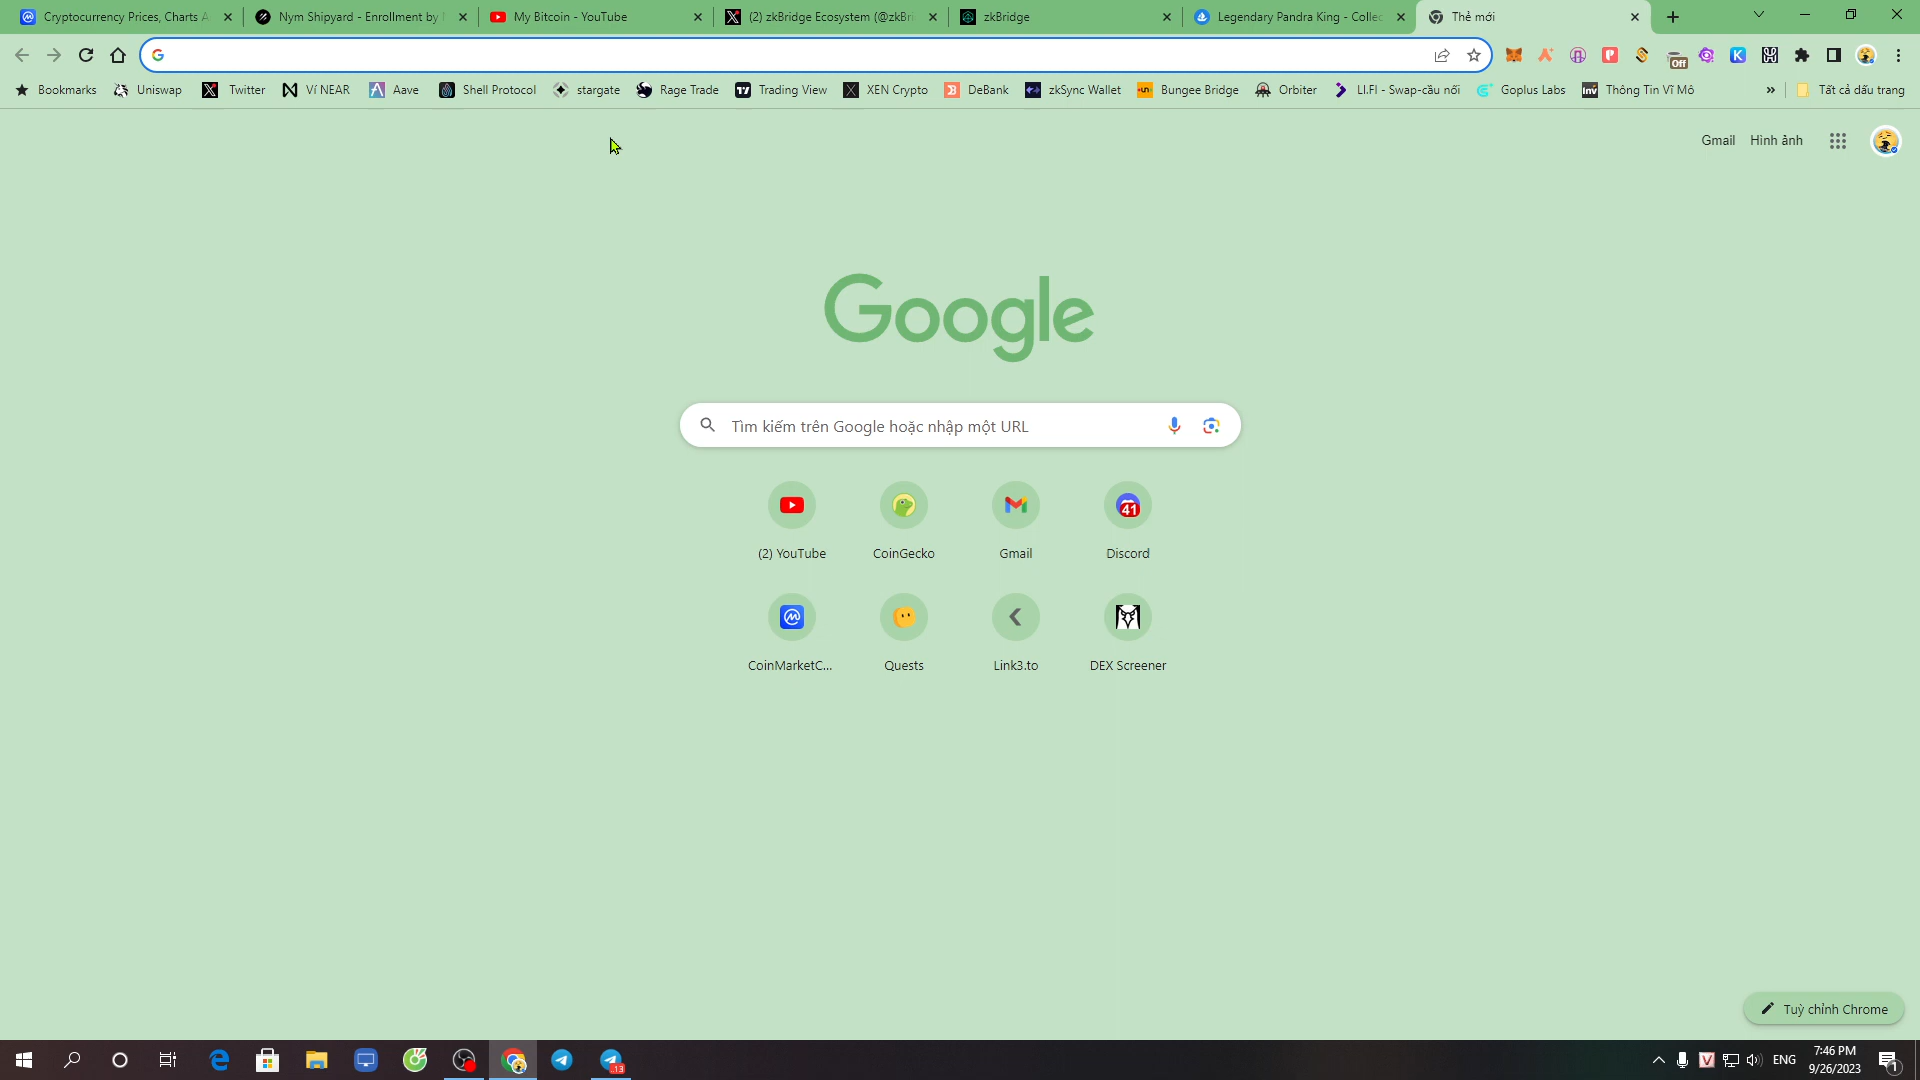 Cryptocurrency Prices, Charts A
Nym Shipyard - Enrollment by
My Bitcoin - YouTube
(2) zkBridge Ecosystem (@zkBri
zkBridge
Legendary Pandra King - Collec
Thẻ mới
Off
Bookmarks
Uniswap
Twitter
Ví NEAR
Aave
Shell Protocol
stargate
Rage Trade
Trading View
XEN Crypto
DeBank
zkSync Wallet
Bungee Bridge
Orbiter
LI.FI - Swap-cầu nối
Goplus Labs
Thông Tin Vĩ Mô
»
Tất cả dấu trang
Gmail
Hình ảnh
Google
Tìm kiếm trên Google hoặc nhập một URL
41
(2) YouTube
CoinGecko
Gmail
Discord
CoinMarketC...
Quests
Link3.to
DEX Screener
Tuỳ chỉnh Chrome
13
ENG
7:46 PM
9/26/2023
1